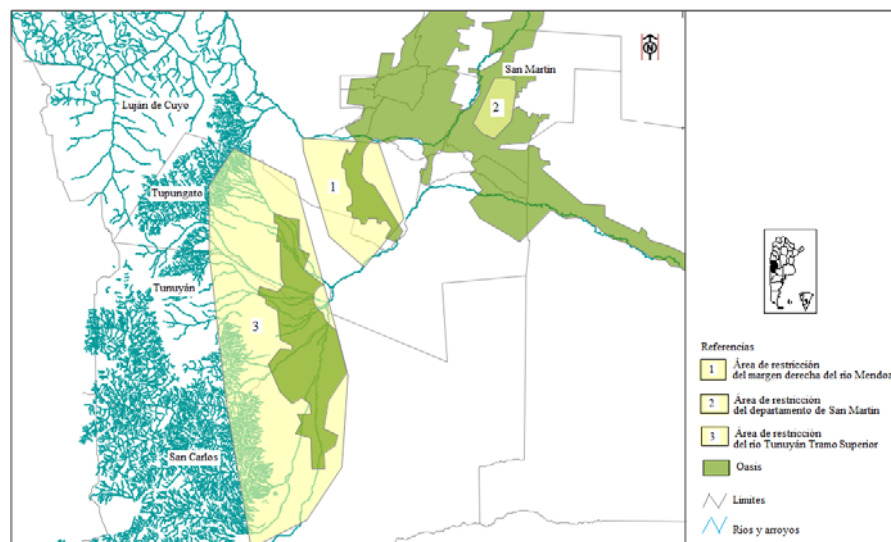 N
San Martín
2
Luján de Cuyo
1
Tupungato
Tunuyán
3
San Carlos
Referencias
1 Área de restricción
del margen derecha del río Mendoza
2 Área de restricción
del departamento de San Martín
3 Área de restricción
del río Tunuyán Tramo Superior
Oasis
Limites
Ríos y arroyos